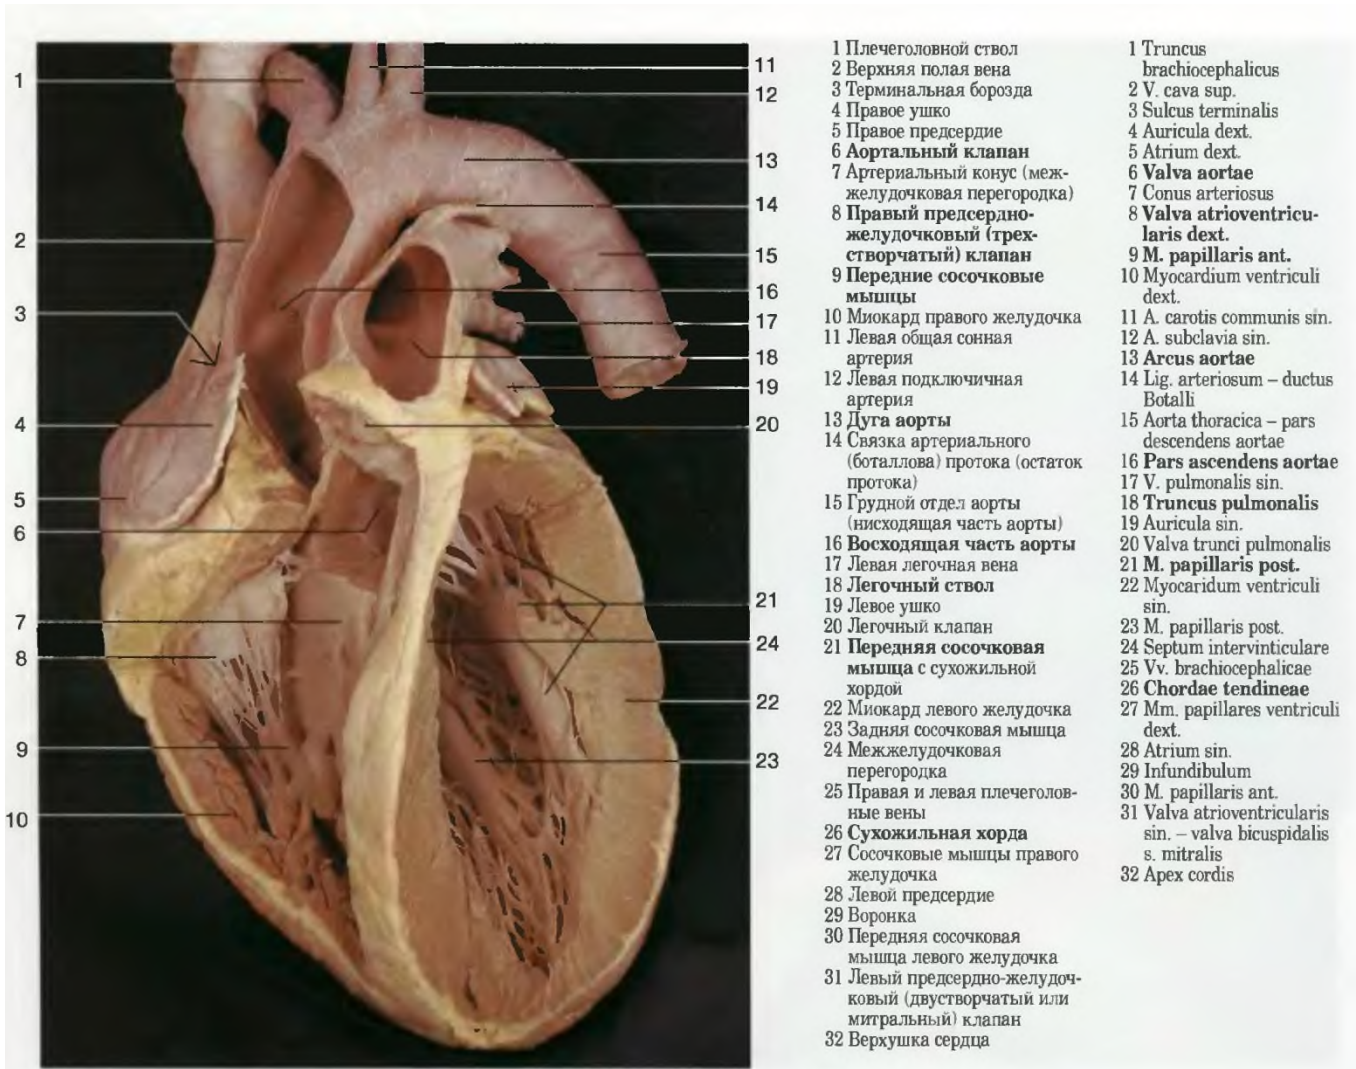 1
2
3
4
5
6
7
8
9
10
11
12
13
14
15
16
17
18
19
20
21
24
22
23
1 Плечеголовной ствол
2 Верхняя полая вена
3 Терминальная борозда
4 Правое ушко
5 Правое предсердие
6 Аортальный клапан
7 Артериальный конус (меж-
желудочковая перегородка)
8 Правый предсердно-
желудочковый (трех-
створчатый) клапан
9 Передние сосочковые
мышцы
10 Миокард правого желудочка
11 Левая общая сонная
артерия
12 Левая подключичная
артерия
13 Дуга аорты
14 Связка артериального
(боталлова) протока (остаток
протока)
15 Грудной отдел аорты
(нисходящая часть аорты)
16 Восходящая часть аорты
17 Левая легочная вена
18 Легочный ствол
19 Левое ушко
20 Легочный клапан
21 Передняя сосочковая
мышца с сухожильной
хордой
22 Миокард левого желудочка
23 Задняя сосочковая мышца
24 Межжелудочковая
перегородка
25 Правая и левая плечеголов-
ные вены
26 Сухожильная хорда
27 Сосочковые мышцы правого
желудочка
28 Левой предсердие
29 Воронка
30 Передняя сосочковая
мышца левого желудочка
31 Левый предсердно-желудоч-
ковый (двустворчатый или
митральный) клапан
32 Верхушка сердца
1 Truncus
brachiocephalicus
2 V. cava sup.
3 Sulcus terminalis
4 Auricula dext.
5 Atrium dext.
6 Valva aortae
7 Conus arteriosus
8 Valva atrioventricu-
laris dext.
9 M. papillaris ant.
10 Myocardium ventriculi
dext.
11 A. carotis communis sin.
12 A. subclavia sin.
13 Arcus aortae
14 Lig. arteriosum – ductus
Botalli
15 Aorta thoracica – pars
descendens aortae
16 Pars ascendens aortae
17 V. pulmonalis sin.
18 Truncus pulmonalis
19 Auricula sin.
20 Valva trunci pulmonalis
21 M. papillaris post.
22 Myocaridum ventriculi
sin.
23 M. papillaris post.
24 Septum intervinticulare
25 Vv. brachiocephalicae
26 Chordae tendineae
27 Mm. papillares ventriculi
dext.
28 Atrium sin.
29 Infundibulum
30 M. papillaris ant.
31 Valva atrioventricularis
sin. – valva bicuspidalis
s. mitralis
32 Apex cordis